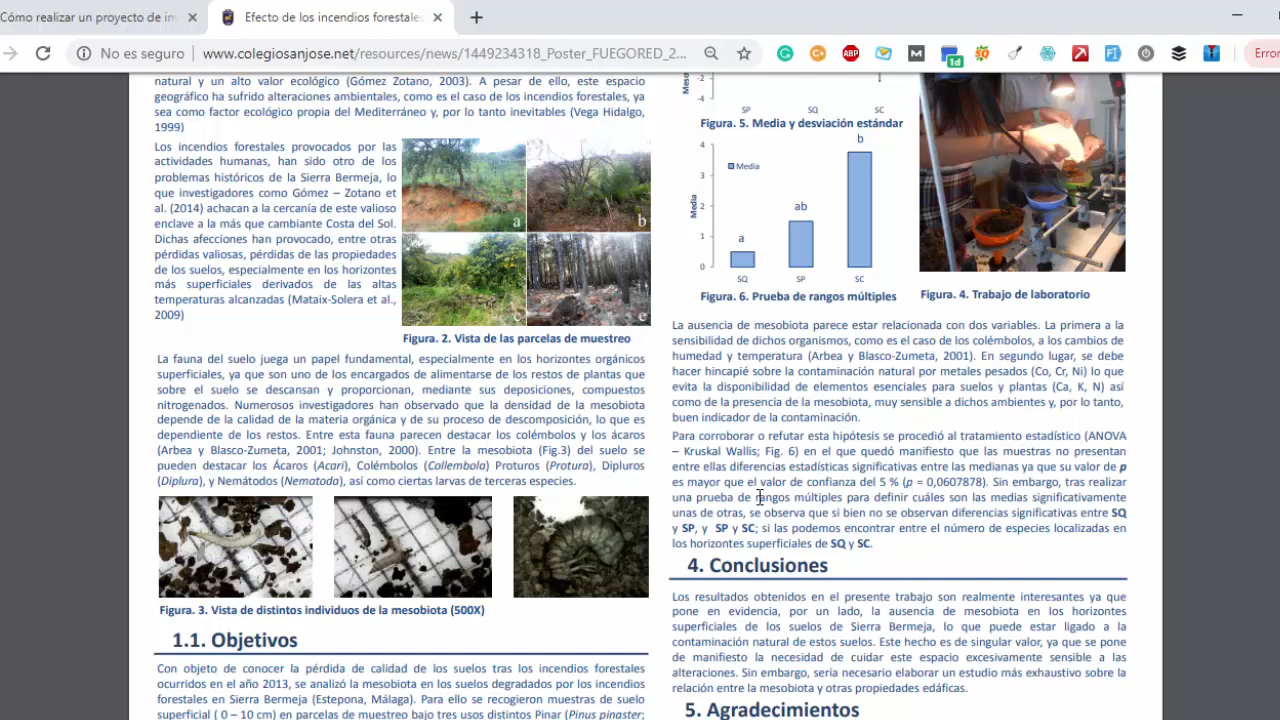 Cómo realizar un proyecto de in
Efecto de los incendios forestales
No es seguro
www.colegiosanjose.net/resources/news/1449234318_Poster_FUEGORED_2...
ABP
1d
Erro
natural y un alto valor ecológico (Gómez Zotano, 2003). A pesar de ello, este espacio
geográfico ha sufrido alteraciones ambientales, como es el caso de los incendios forestales, ya
sea como factor ecológico propia del Mediterráneo y, por lo tanto inevitables (Vega Hidalgo,
1999)
Los incendios forestales provocados por las
actividades humanas, han sido otro de los
problemas históricos de la Sierra Bermeja, lo
que investigadores como Gómez – Zotano et
al. (2014) achacan a la cercanía de este valioso
enclave a la más que cambiante Costa del Sol.
Dichas afecciones han provocado, entre otras
pérdidas valiosas, pérdidas de las propiedades
de los suelos, especialmente en los horizontes
más superficiales derivados de las altas
temperaturas alcanzadas (Mataix-Solera et al.,
2009)
a
b
c
e
Figura. 2. Vista de las parcelas de muestreo
La fauna del suelo juega un papel fundamental, especialmente en los horizontes orgánicos
superficiales, ya que son uno de los encargados de alimentarse de los restos de plantas que
sobre el suelo se descansan y proporcionan, mediante sus deposiciones, compuestos
nitrogenados. Numerosos investigadores han observado que la densidad de la mesobiota
depende de la calidad de la materia orgánica y de su proceso de descomposición, lo que es
dependiente de los restos. Entre esta fauna parecen destacar los colémbolos y los ácaros
(Arbea y Blasco-Zumeta, 2001; Johnston, 2000). Entre la mesobiota (Fig.3) del suelo se
pueden destacar los Ácaros (Acari), Colémbolos (Collembola) Proturos (Protura), Dipluros
(Diplura), y Nemátodos (Nematoda), así como ciertas larvas de terceras especies.
Figura. 3. Vista de distintos individuos de la mesobiota (500X)
1.1. Objetivos
Con objeto de conocer la pérdida de calidad de los suelos tras los incendios forestales
ocurridos en el año 2013, se analizó la mesobiota en los suelos degradados por los incendios
forestales en Sierra Bermeja (Estepona, Málaga). Para ello se recogieron muestras de suelo
superficial ( 0 – 10 cm) en parcelas de muestreo bajo tres usos distintos Pinar (Pinus pinaster;
Meso
-2
-4
SP SQ SC
Figura. 5. Media y desviación estándar
Media
4
3
2
1
0
Media
a
ab
b
SQ SP SC
Figura. 6. Prueba de rangos múltiples
Figura. 4. Trabajo de laboratorio
La ausencia de mesobiota parece estar relacionada con dos variables. La primera a la
sensibilidad de dichos organismos, como es el caso de los colémbolos, a los cambios de
humedad y temperatura (Arbea y Blasco-Zumeta, 2001). En segundo lugar, se debe
hacer hincapié sobre la contaminación natural por metales pesados (Co, Cr, Ni) lo que
evita la disponibilidad de elementos esenciales para suelos y plantas (Ca, K, N) así
como de la presencia de la mesobiota, muy sensible a dichos ambientes y, por lo tanto,
buen indicador de la contaminación.
Para corroborar o refutar esta hipótesis se procedió al tratamiento estadístico (ANOVA
– Kruskal Wallis; Fig. 6) en el que quedó manifiesto que las muestras no presentan
entre ellas diferencias estadísticas significativas entre las medianas ya que su valor de p
es mayor que el valor de confianza del 5 % (p = 0,0607878). Sin embargo, tras realizar
una prueba de rangos múltiples para definir cuáles son las medias significativamente
unas de otras, se observa que si bien no se observan diferencias significativas entre SQ
y SP, y SP y SC; si las podemos encontrar entre el número de especies localizadas en
los horizontes superficiales de SQ y SC.
4. Conclusiones
Los resultados obtenidos en el presente trabajo son realmente interesantes ya que
pone en evidencia, por un lado, la ausencia de mesobiota en los horizontes
superficiales de los suelos de Sierra Bermeja, lo que puede estar ligado a la
contaminación natural de estos suelos. Este hecho es de singular valor, ya que se pone
de manifiesto la necesidad de cuidar este espacio excesivamente sensible a las
alteraciones. Sin embargo, sería necesario elaborar un estudio más exhaustivo sobre la
relación entre la mesobiota y otras propiedades edáficas.
5. Agradecimientos